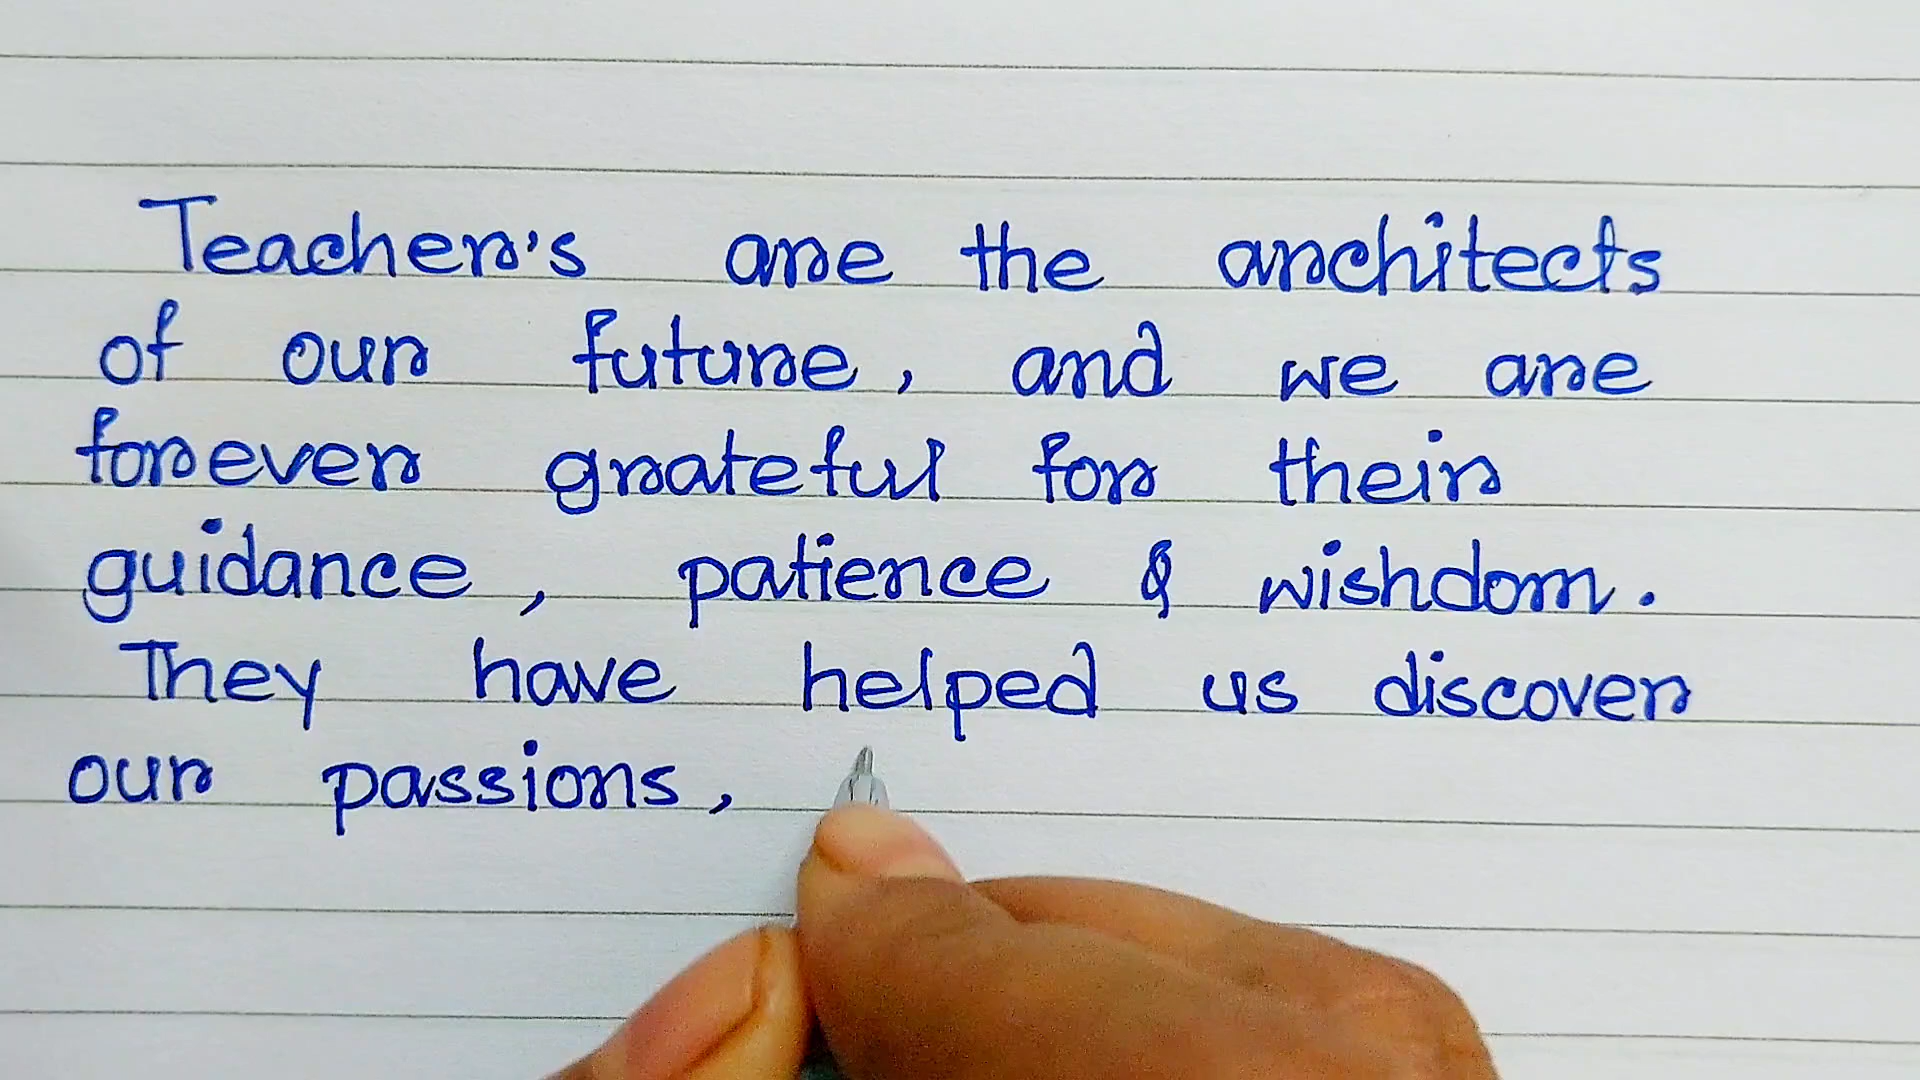 Teacher's are the architects
of our future, and we are
forever grateful for their
guidance, patience & wishdom.
They have helped us discover
our passions,